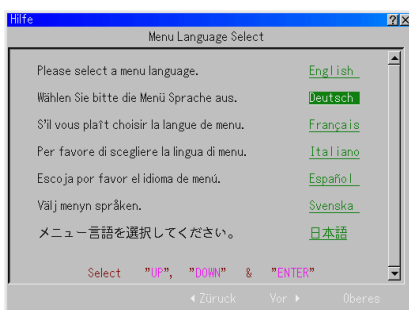 Hilfe
Menu Language Select
Please select a menu language. English
Wählen Sie bitte die Menü Sprache aus. Deutsch
S'il vous plaît choisir la langue de menu. Français
Per favore di scegliere la lingua di menu. Italiano
Escoja por favor el idioma de menú. Español
Välj menyn språken. Svenska
メニュー言語を選択してください。 日本語
Select "UP", "DOWN" & "ENTER"
Züruck Vor Oberes